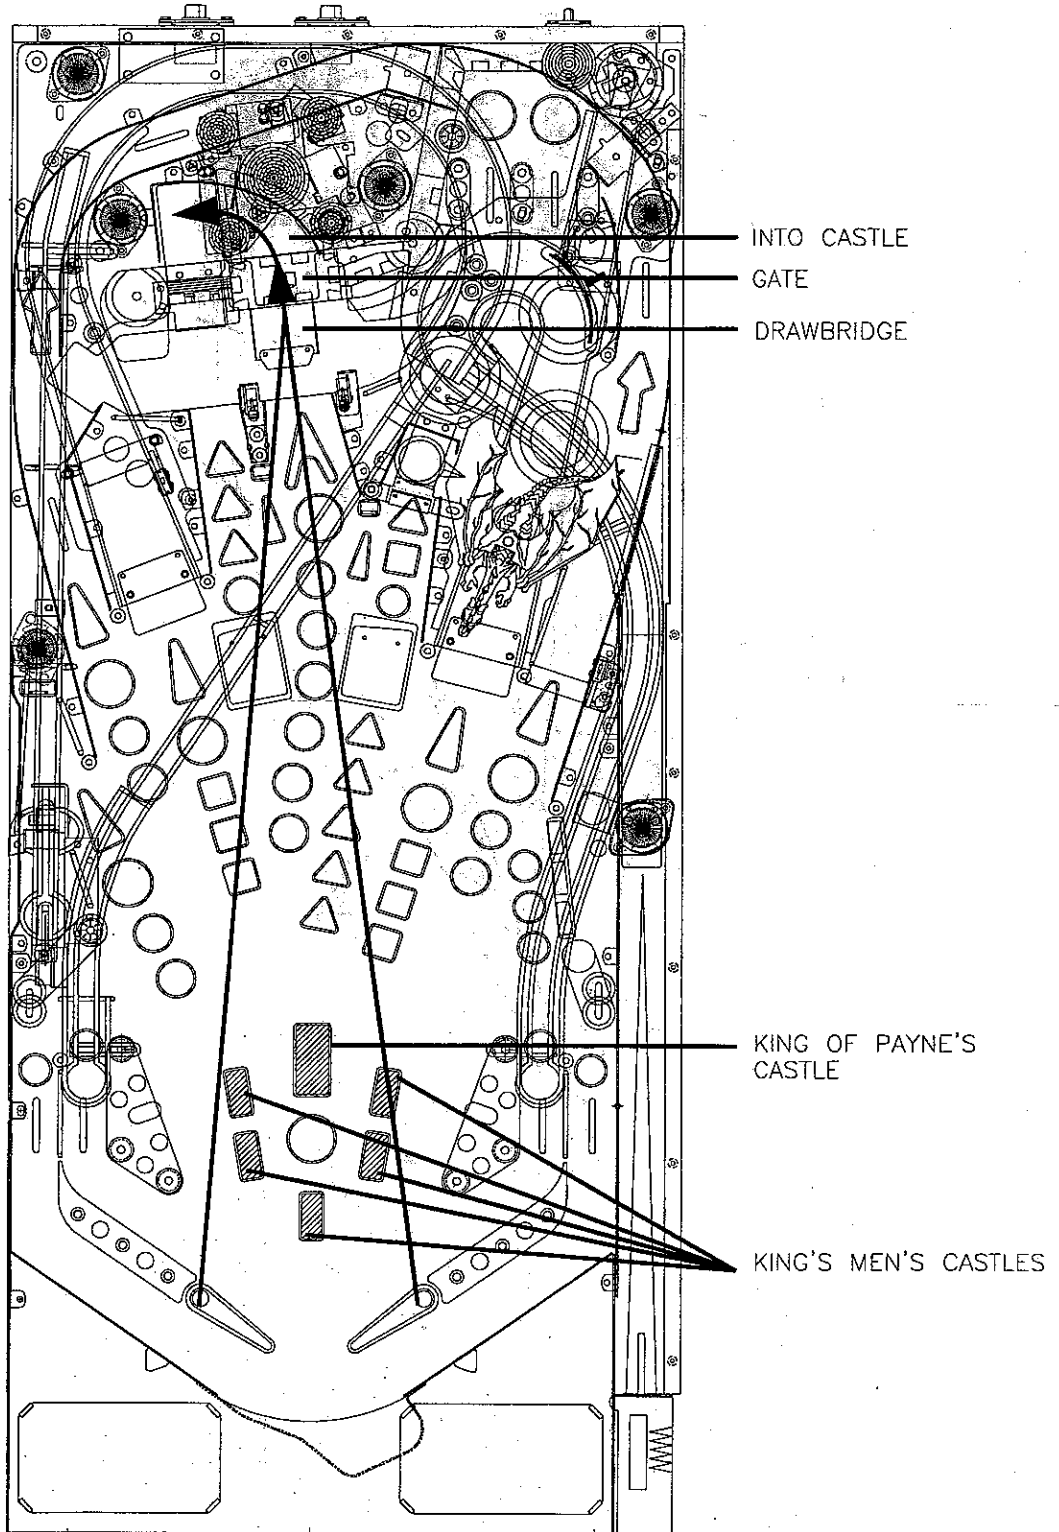 INTO CASTLE
GATE
DRAWBRIDGE
KING OF PAYNE'S
CASTLE
KING'S MEN'S CASTLES